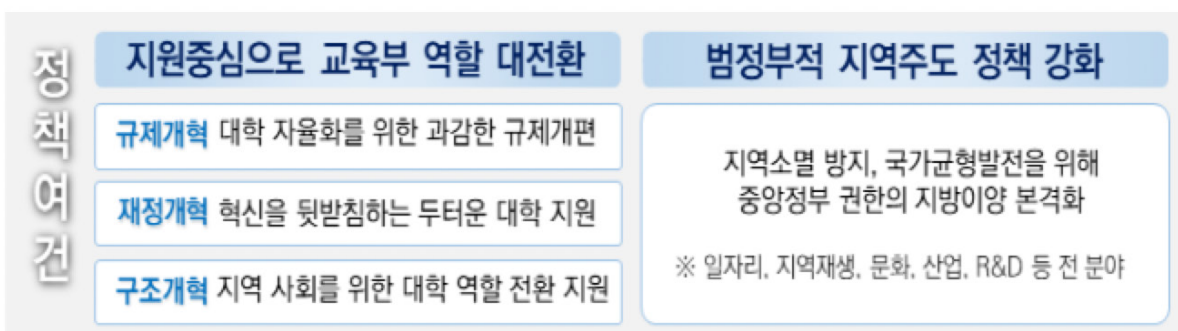 정책여건
지원중심으로 교육부 역할 대전환
규제개혁 대학 자율화를 위한 과감한 규제개편
재정개혁 혁신을 뒷받침하는 두터운 대학 지원
구조개혁 지역 사회를 위한 대학 역할 전환 지원
범정부적 지역주도 정책 강화
지역소멸 방지, 국가균형발전을 위해
중앙정부 권한의 지방이양 본격화
※ 일자리, 지역재생, 문화, 산업, R&D 등 전 분야